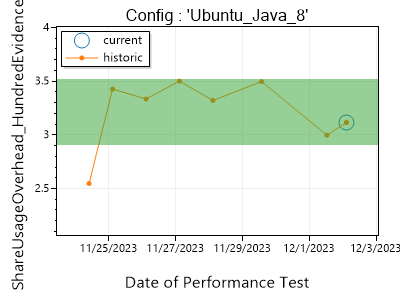 Config : 'Ubuntu_Java_8'
current
historic
ShareUsageOverhead_HundredEvidence
4
3.5
3
2.5
11/25/2023
11/27/2023
11/29/2023
12/1/2023
12/3/2023
Date of Performance Test